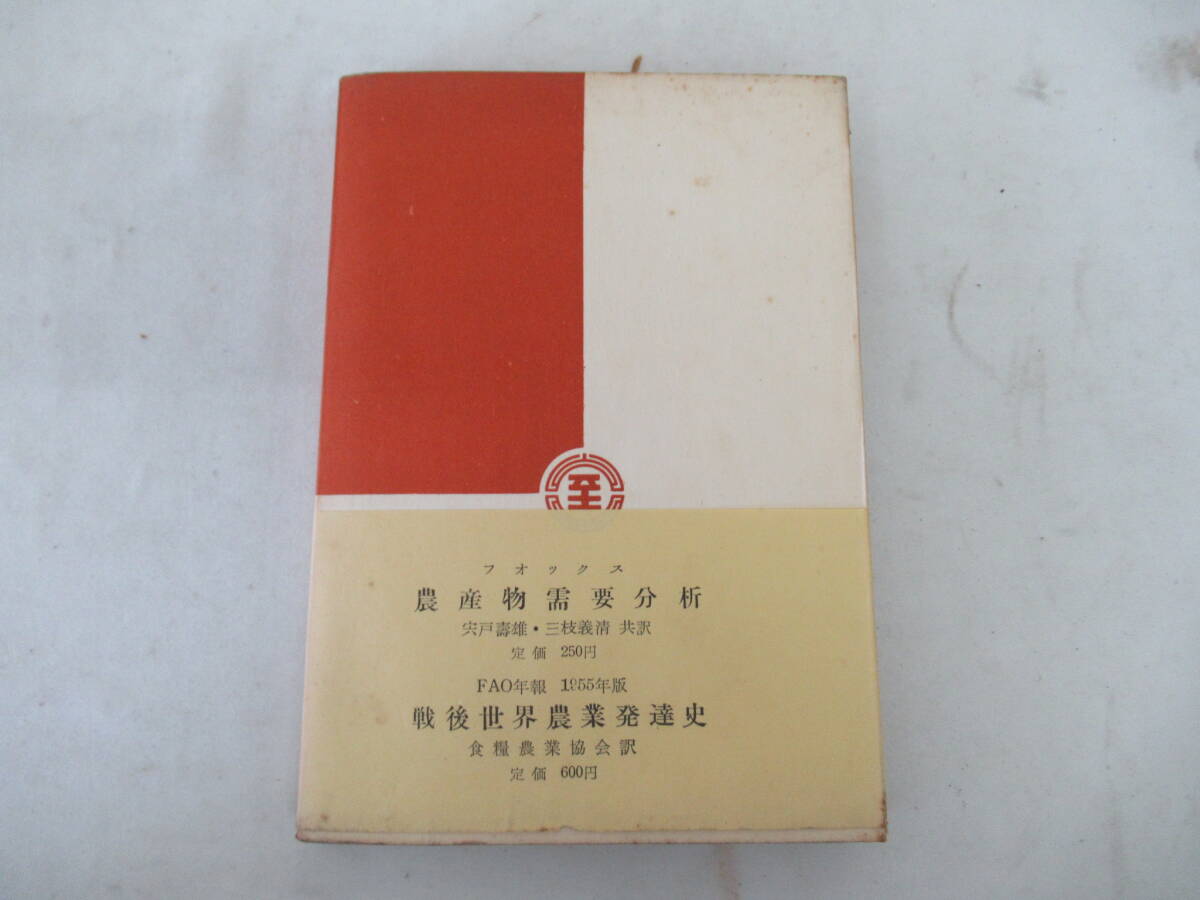 至
フオックス
農産物需要分析
宍戸壽雄・三枝義清 共訳
定価 250円
FAO年報 1955年版
戦後世界農業発達史
食糧農業協会訳
定価 600円